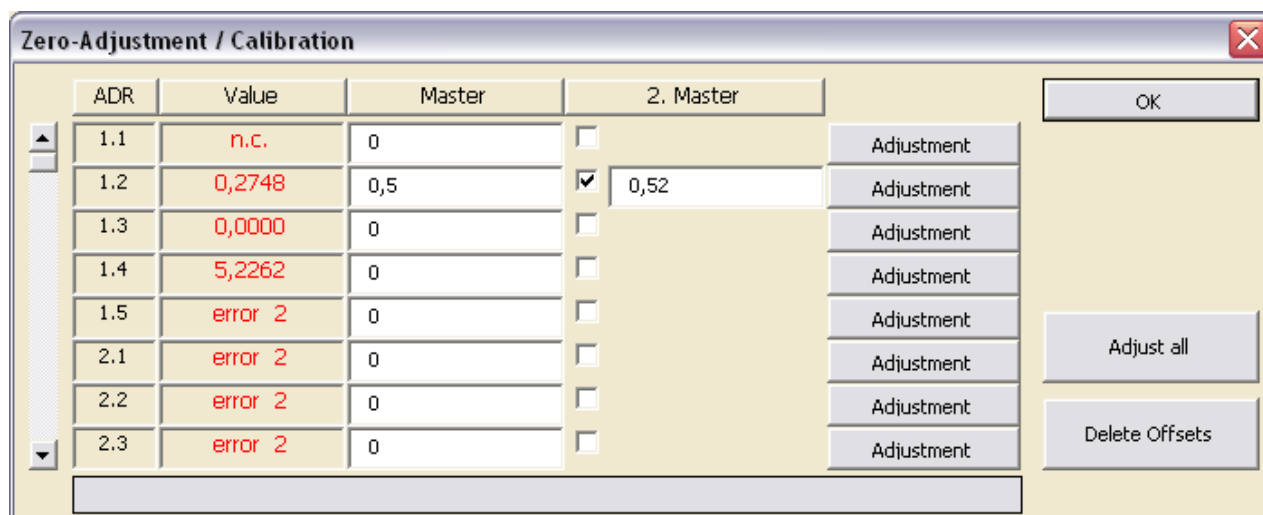 Zero-Adjustment / Calibration
ADR Value Master 2. Master OK
1.1 n.c. 0 Adjustment
1.2 0,2748 0,5 0,52 Adjustment
1.3 0,0000 0 Adjustment
1.4 5,2262 0 Adjustment
1.5 error 2 0 Adjustment
2.1 error 2 0 Adjustment Adjust all
2.2 error 2 0 Adjustment
2.3 error 2 0 Adjustment Delete Offsets